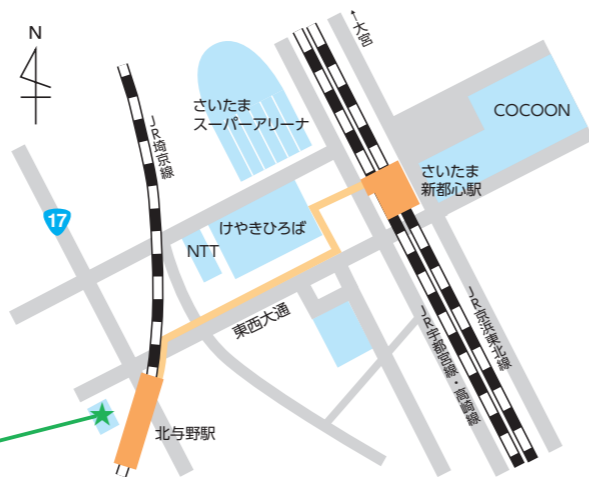 N
↑大宮
さいたま
スーパーアリーナ
COCOON
JR埼京線
さいたま
新都心駅
17
けやきひろば
NTT
東西大通
JR宇都宮線・高崎線
JR京浜東北線
北与野駅